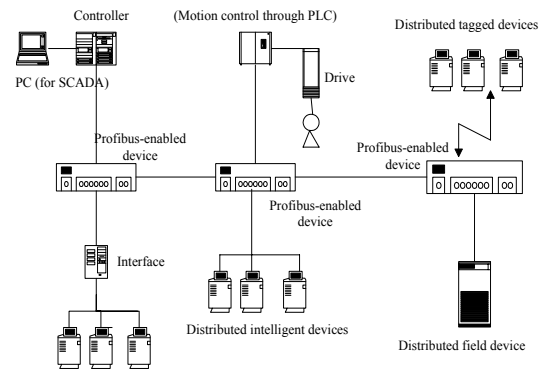 Controller
(Motion control through PLC)
Distributed tagged devices
PC (for SCADA)
Drive
Profibus-enabled
device
Profibus-enabled
device
Profibus-enabled
device
Interface
Distributed intelligent devices
Distributed field device